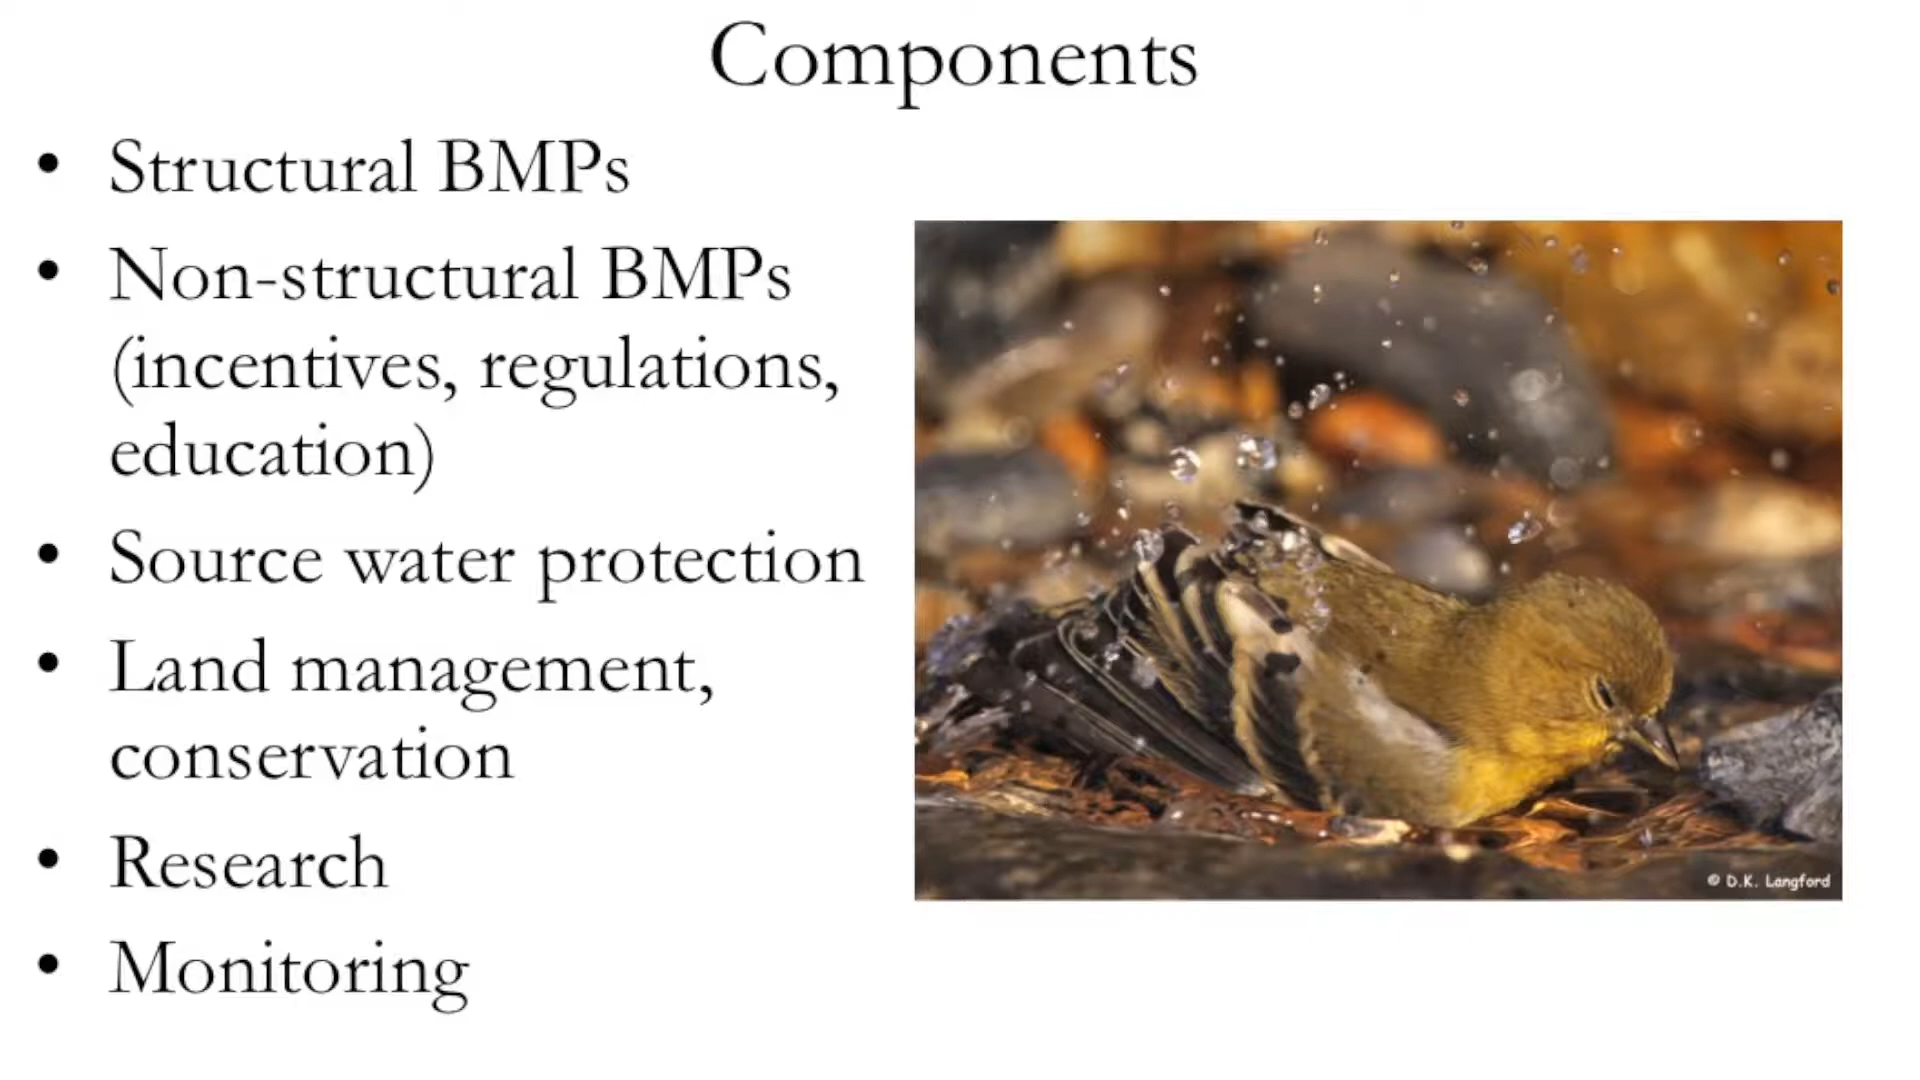 Components
• Structural BMPs
• Non-structural BMPs
(incentives, regulations,
education)
• Source water protection
• Land management,
conservation
• Research
• Monitoring
© D.K. Langford